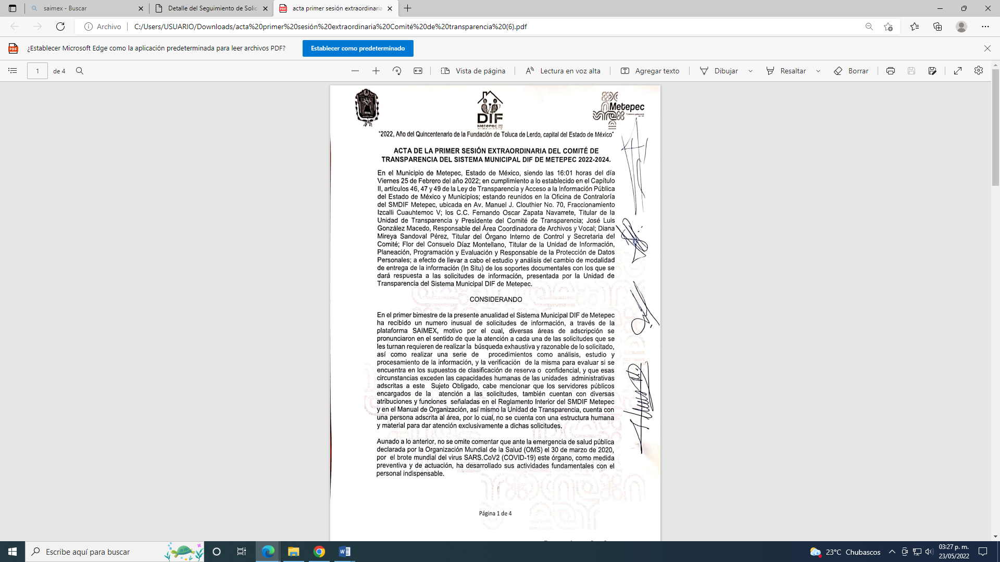 saimex - Buscar
Detalle del Seguimiento de Solic
acta primer sesión extraordinaria
Archivo
C:/Users/USUARIO/Downloads/acta%20primer%20sesión%20extraordinaria%20Comité%20de%20transparencia%20(6).pdf
¿Establecer Microsoft Edge como la aplicación predeterminada para leer archivos PDF?
Establecer como predeterminado
1 de 4
Vista de página
Lectura en voz alta
Agregar texto
Dibujar
Resaltar
Borrar
DIF
METEPEC
Metepec
"2022, Año del Quincentenario de la Fundación de Toluca de Lerdo, capital del Estado de México"
ACTA DE LA PRIMER SESIÓN EXTRAORDINARIA DEL COMITÉ DE
TRANSPARENCIA DEL SISTEMA MUNICIPAL DIF DE METEPEC 2022-2024.
En el Municipio de Metepec, Estado de México, siendo las 16:01 horas del día
Viernes 25 de Febrero del año 2022; en cumplimiento a lo establecido en el Capítulo
II, artículos 46, 47 y 49 de la Ley de Transparencia y Acceso a la Información Pública
del Estado de México y Municipios; estando reunidos en la Oficina de Contraloría
del SMDIF Metepec, ubicada en Av. Manuel J. Clouthier No. 70, Fraccionamiento
Izcalli Cuauhtemoc V; los C.C. Fernando Oscar Zapata Navarrete, Titular de la
Unidad de Transparencia y Presidente del Comité de Transparencia; José Luis
González Macedo, Responsable del Área Coordinadora de Archivos y Vocal; Diana
Mireya Sandoval Pérez, Titular del Órgano Interno de Control y Secretaria del
Comité; Flor del Consuelo Díaz Montellano, Titular de la Unidad de Información,
Planeación, Programación y Evaluación y Responsable de la Protección de Datos
Personales; a efecto de llevar a cabo el estudio y análisis del cambio de modalidad
de entrega de la información (In Situ) de los soportes documentales con los que se
dará respuesta a las solicitudes de información, presentada por la Unidad de
Transparencia del Sistema Municipal DIF de Metepec.
CONSIDERANDO
En el primer bimestre de la presente anualidad el Sistema Municipal DIF de Metepec
ha recibido un numero inusual de solicitudes de información, a través de la
plataforma SAIMEX, motivo por el cual, diversas áreas de adscripción se
pronunciaron en el sentido de que la atención a cada una de las solicitudes que se
les turnan requieren de realizar la búsqueda exhaustiva y razonable de lo solicitado,
así como realizar una serie de procedimientos como análisis, estudio y
procesamiento de la información, y la verificación de la misma para evaluar si se
encuentra en los supuestos de clasificación de reserva o confidencial, y que esas
circunstancias exceden las capacidades humanas de las unidades administrativas
adscritas a este Sujeto Obligado, cabe mencionar que los servidores públicos
encargados de la atención a las solicitudes, también cuentan con diversas
atribuciones y funciones señaladas en el Reglamento Interior del SMDIF Metepec
y en el Manual de Organización, así mismo la Unidad de Transparencia, cuenta con
una persona adscrita al área, por lo cual, no se cuenta con una estructura humana
y material para dar atención exclusivamente a dichas solicitudes.
Aunado a lo anterior, no se omite comentar que ante la emergencia de salud pública
declarada por la Organización Mundial de la Salud (OMS) el 30 de marzo de 2020,
por el brote mundial del virus SARS.CoV2 (COVID-19) este órgano, como medida
preventiva y de actuación, ha desarrollado sus actividades fundamentales con el
personal indispensable.
Página 1 de 4
Escribe aquí para buscar
23°C Chubascos
03:27 p. m.
23/05/2022